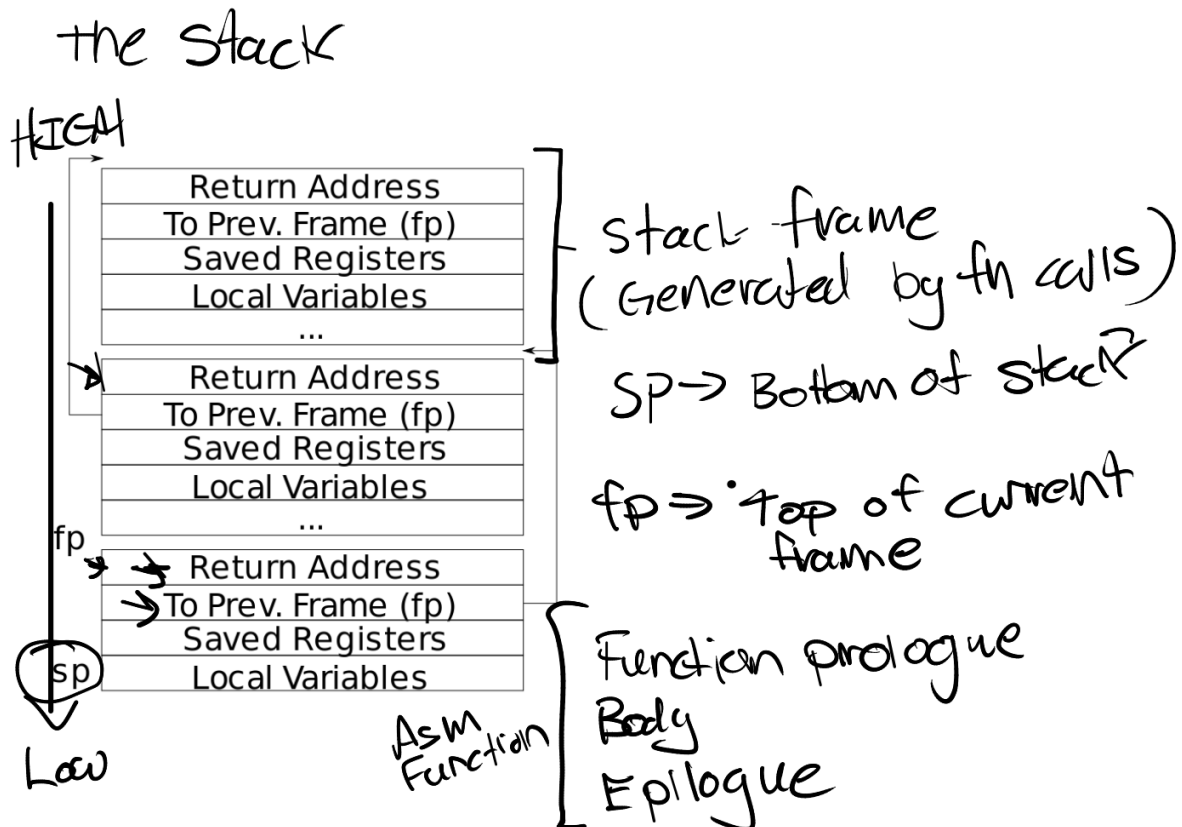 The Stack
HIGH
Return Address
To Prev. Frame (fp)
Saved Registers
Local Variables
...
Stack frame
(Generated by fn calls)
Return Address
To Prev. Frame (fp)
Saved Registers
Local Variables
...
sp → Bottom of stack
fp ⇒ Top of current
frame
fp
Return Address
To Prev. Frame (fp)
Saved Registers
Local Variables
sp
Low
Asm
Function
Function prologue
Body
Epilogue